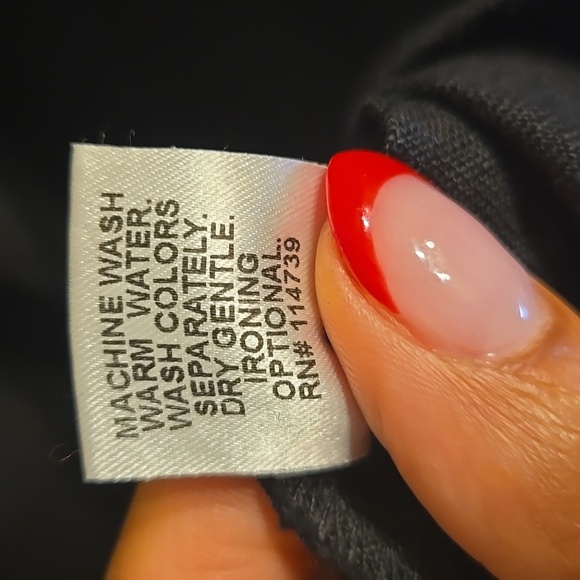 MACHINE WASH
WARM WATER.
WASH COLORS
SEPARATELY.
DRY GENTLE.
IRONING
OPTIONAL.
RN# 114739